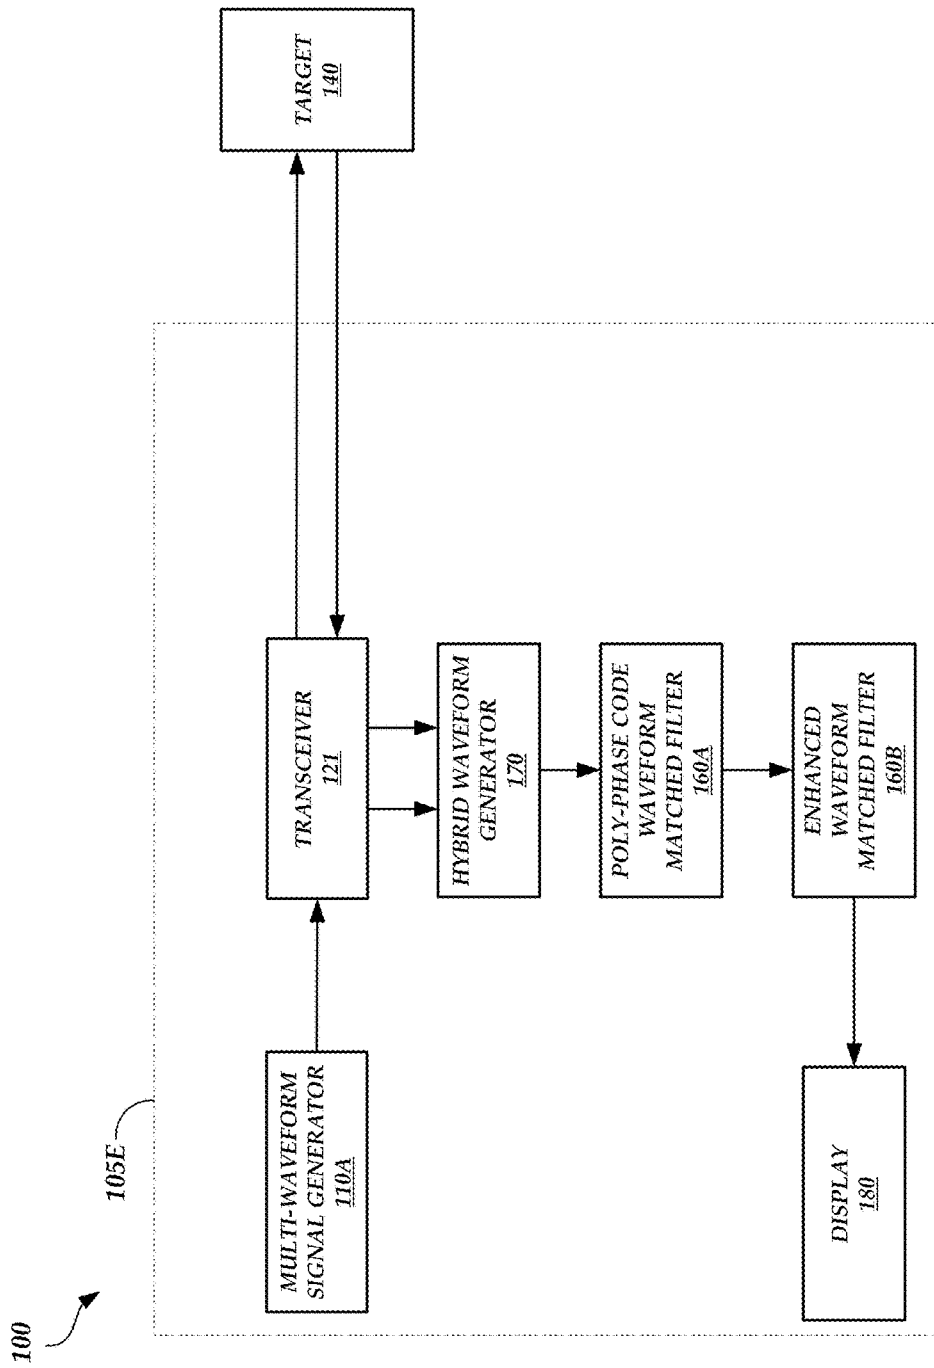 100
105E
MULTI-WAVEFORM
SIGNAL GENERATOR
110A
TRANSCEIVER
121
TARGET
140
HYBRID WAVEFORM
GENERATOR
170
POLY-PHASE CODE
WAVEFORM
MATCHED FILTER
160A
DISPLAY
180
ENHANCED
WAVEFORM
MATCHED FILTER
160B